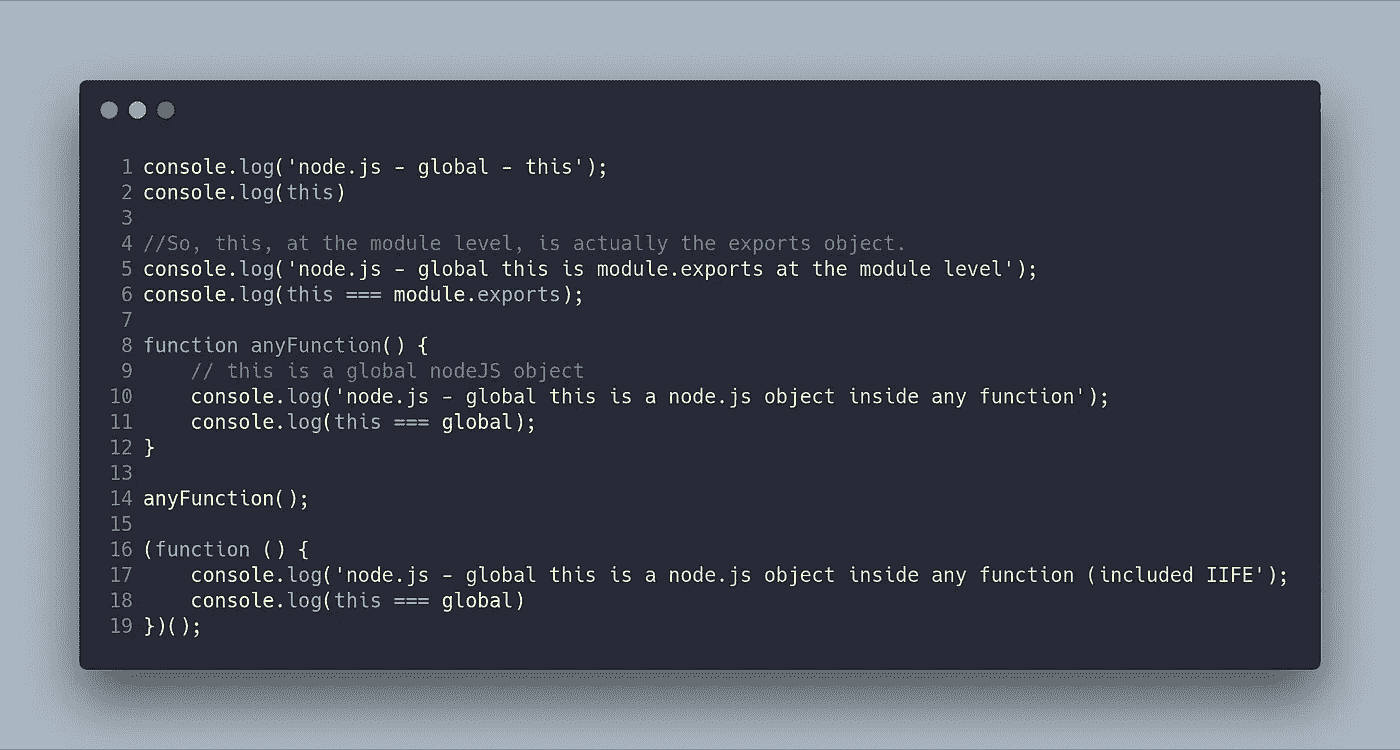 1 console.log('node.js - global - this');
2 console.log(this)
3
4 //So, this, at the module level, is actually the exports object.
5 console.log('node.js - global this is module.exports at the module level');
6 console.log(this === module.exports);
7
8 function anyFunction() {
9     // this is a global nodeJS object
10     console.log('node.js - global this is a node.js object inside any function');
11     console.log(this === global);
12 }
13
14 anyFunction();
15
16 (function () {
17     console.log('node.js - global this is a node.js object inside any function (included IIFE');
18     console.log(this === global)
19 })();